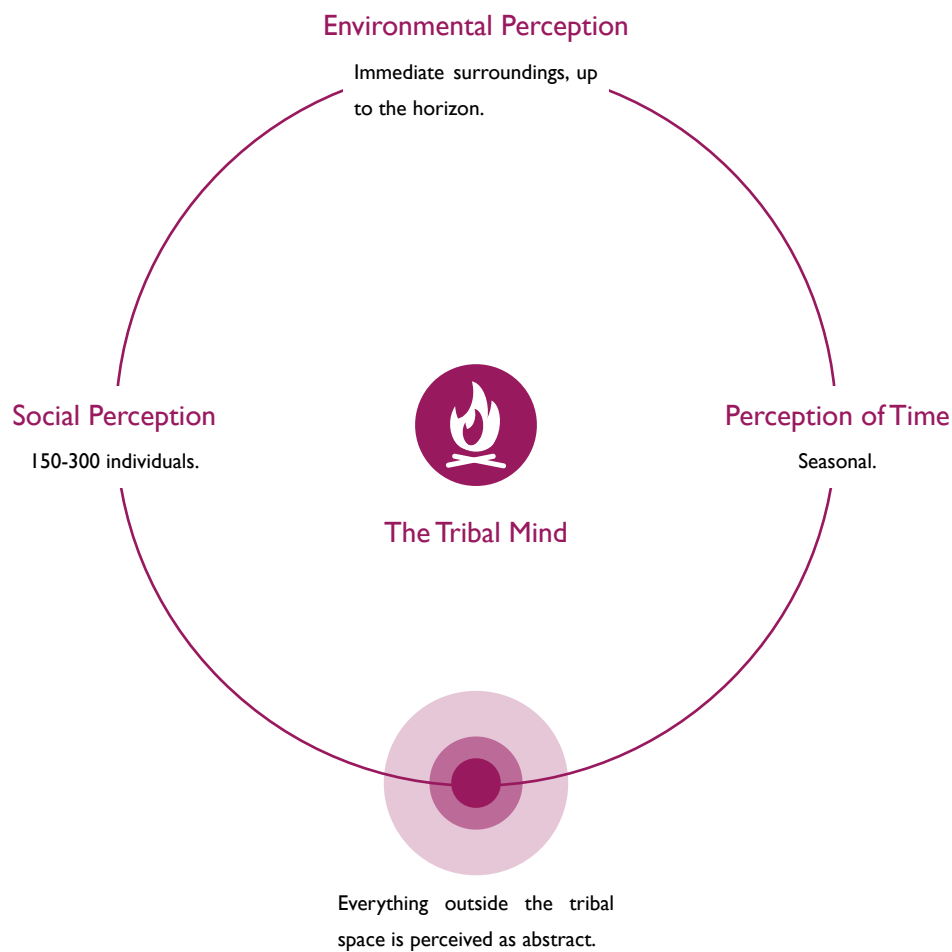 Environmental Perception
Immediate surroundings, up
to the horizon.
Social Perception
150-300 individuals.
Perception of Time
Seasonal.
The Tribal Mind
Everything outside the tribal
space is perceived as abstract.